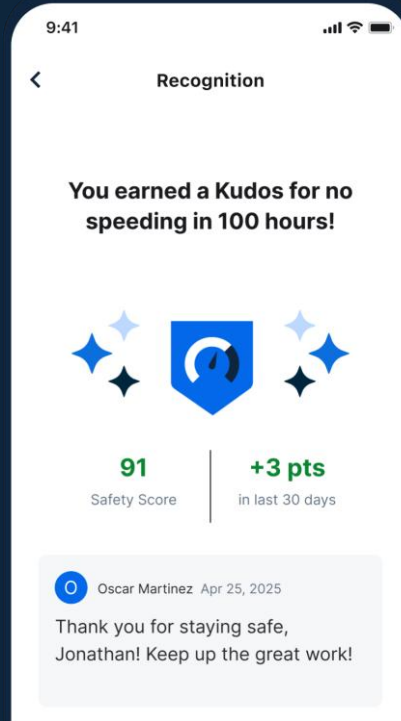 9:41
Recognition
You earned a Kudos for no
speeding in 100 hours!
91
Safety Score
+3 pts
in last 30 days
O Oscar Martinez Apr 25, 2025
Thank you for staying safe,
Jonathan! Keep up the great work!